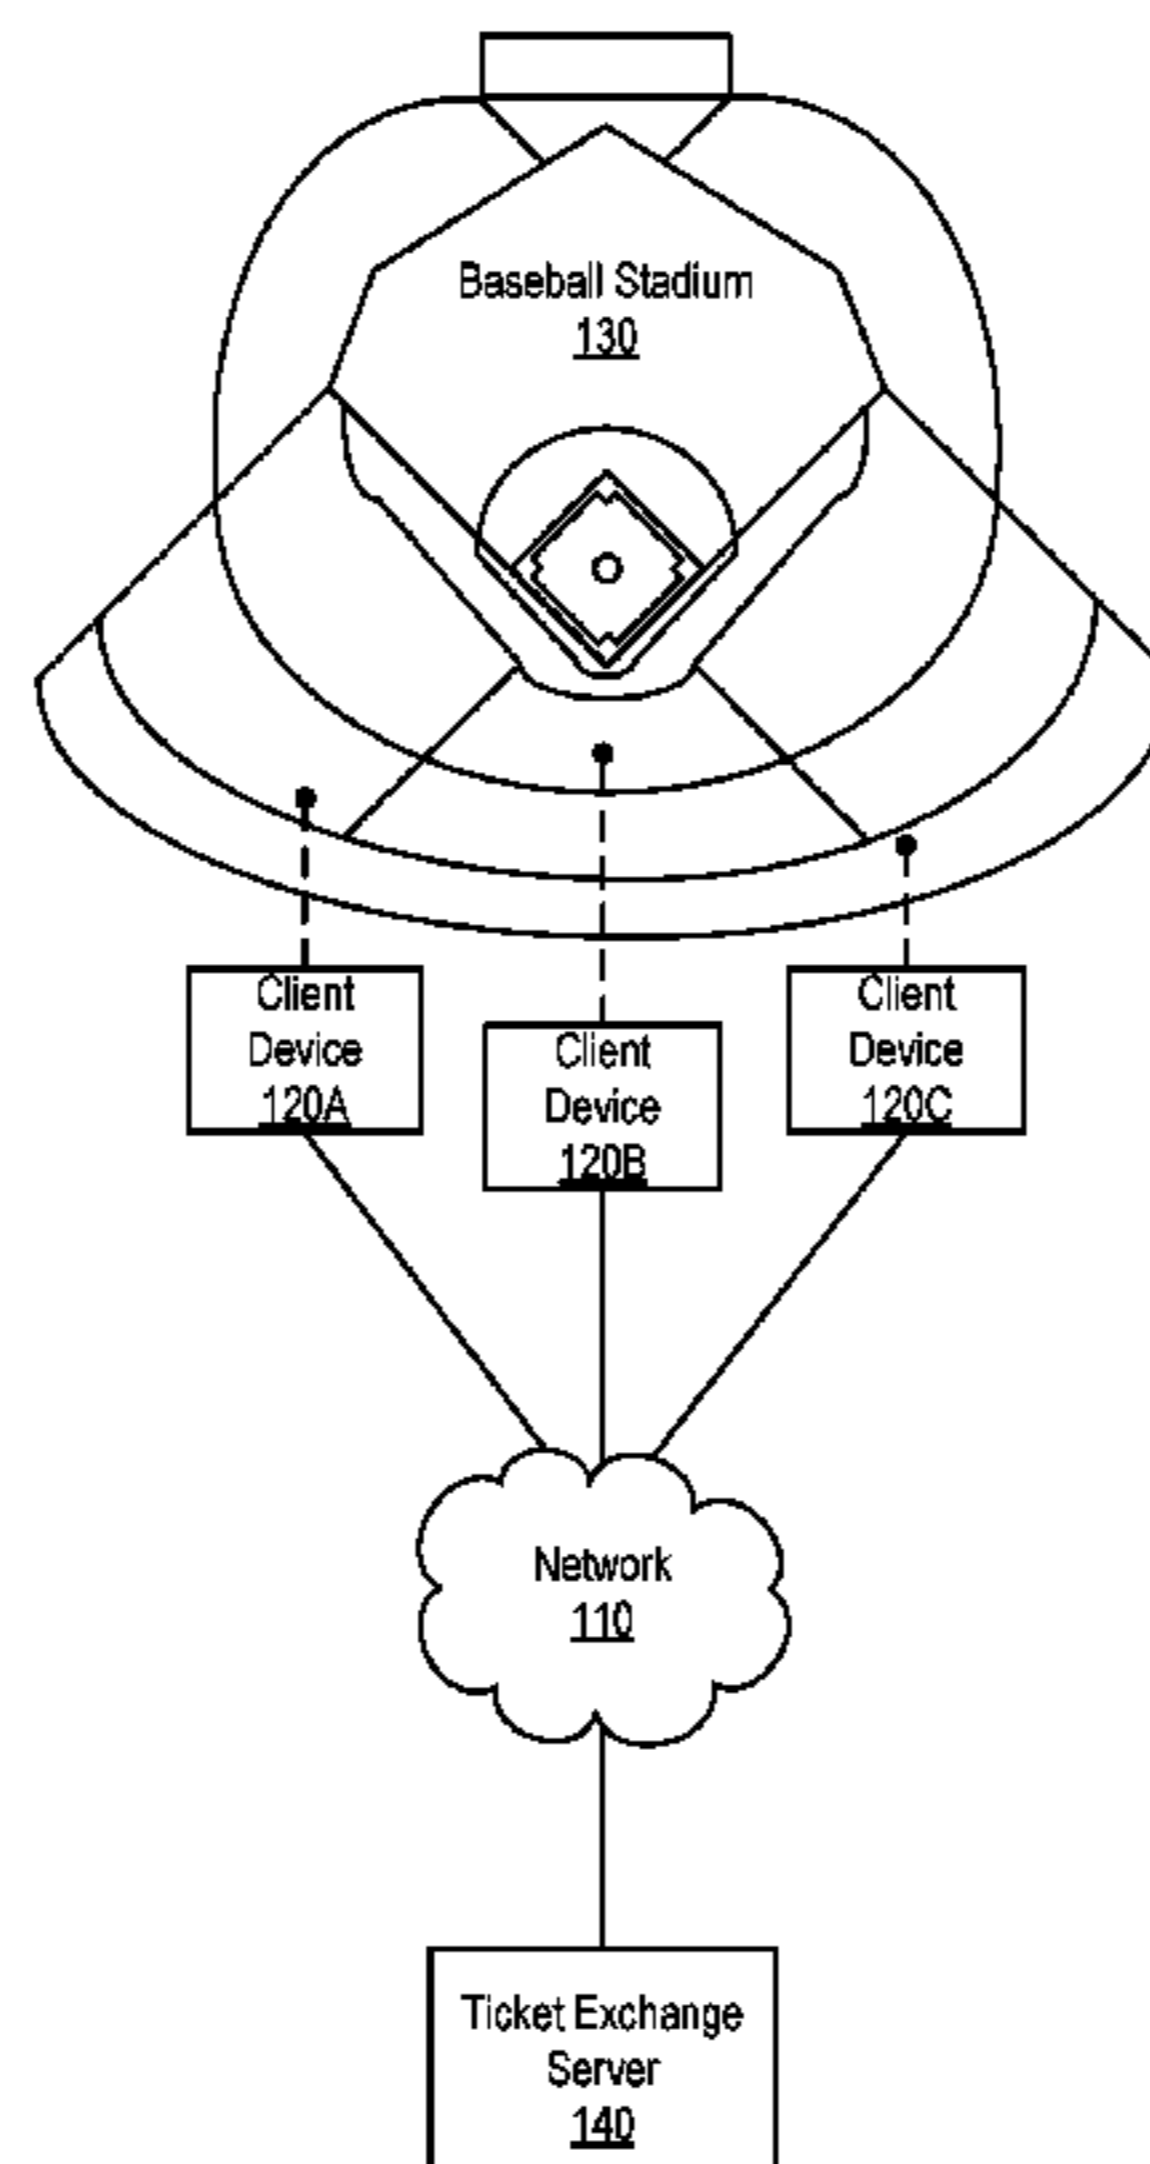 Baseball Stadium
130
Client
Device
120A
Client
Device
120B
Client
Device
120C
Network
110
Ticket Exchange
Server
140